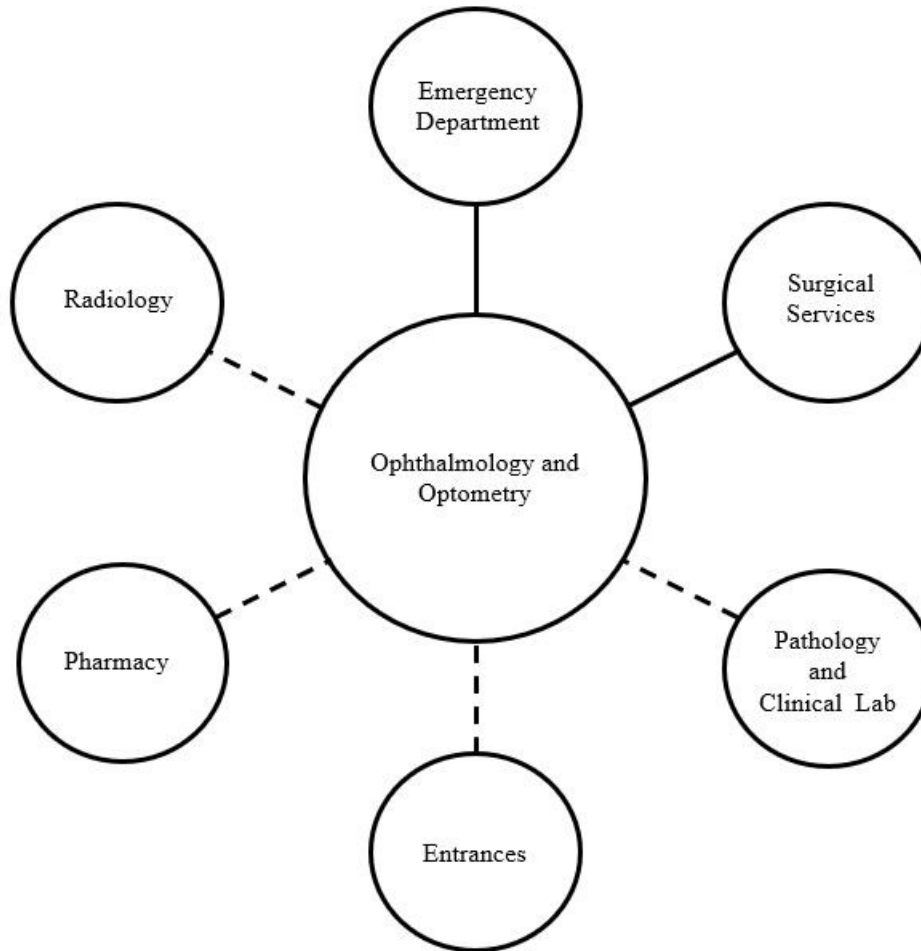 Emergency
Department
Radiology
Surgical
Services
Ophthalmology and
Optometry
Pharmacy
Pathology
and
Clinical Lab
Entrances